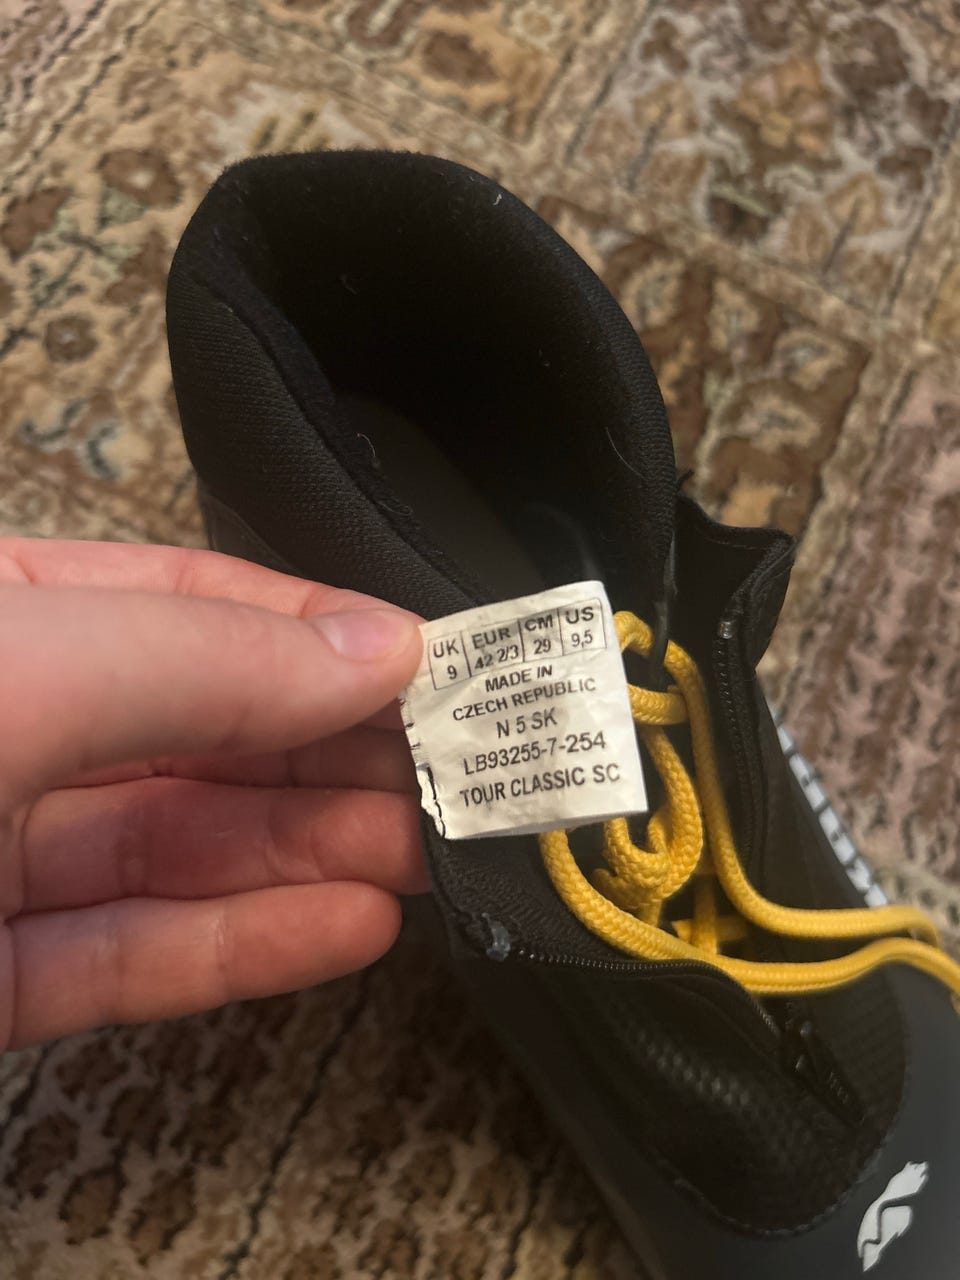 UK EUR CM US
9 42 2/3 29 9,5
MADE IN
CZECH REPUBLIC
N 5 SK
LB93255-7-254
TOUR CLASSIC SC